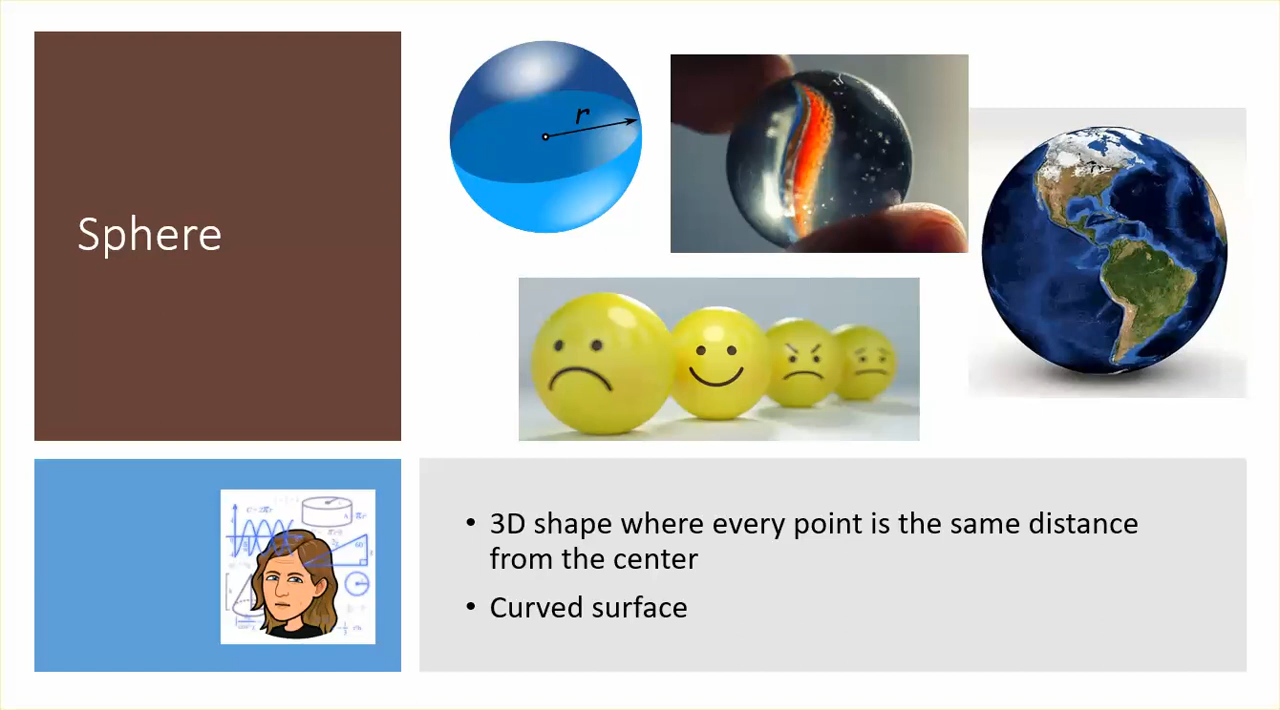 Sphere
r
• 3D shape where every point is the same distance
from the center
• Curved surface